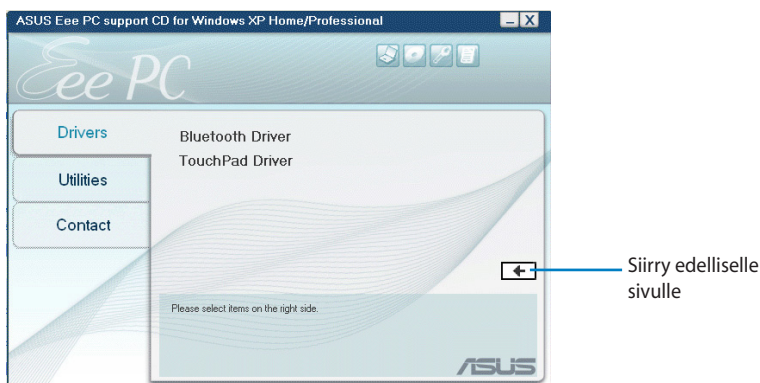 ASUS Eee PC support CD for Windows XP Home/Professional
Eee PC
Drivers
Utilities
Contact
Bluetooth Driver
TouchPad Driver
Siirry edelliselle
sivulle
Please select items on the right side.
ASUS